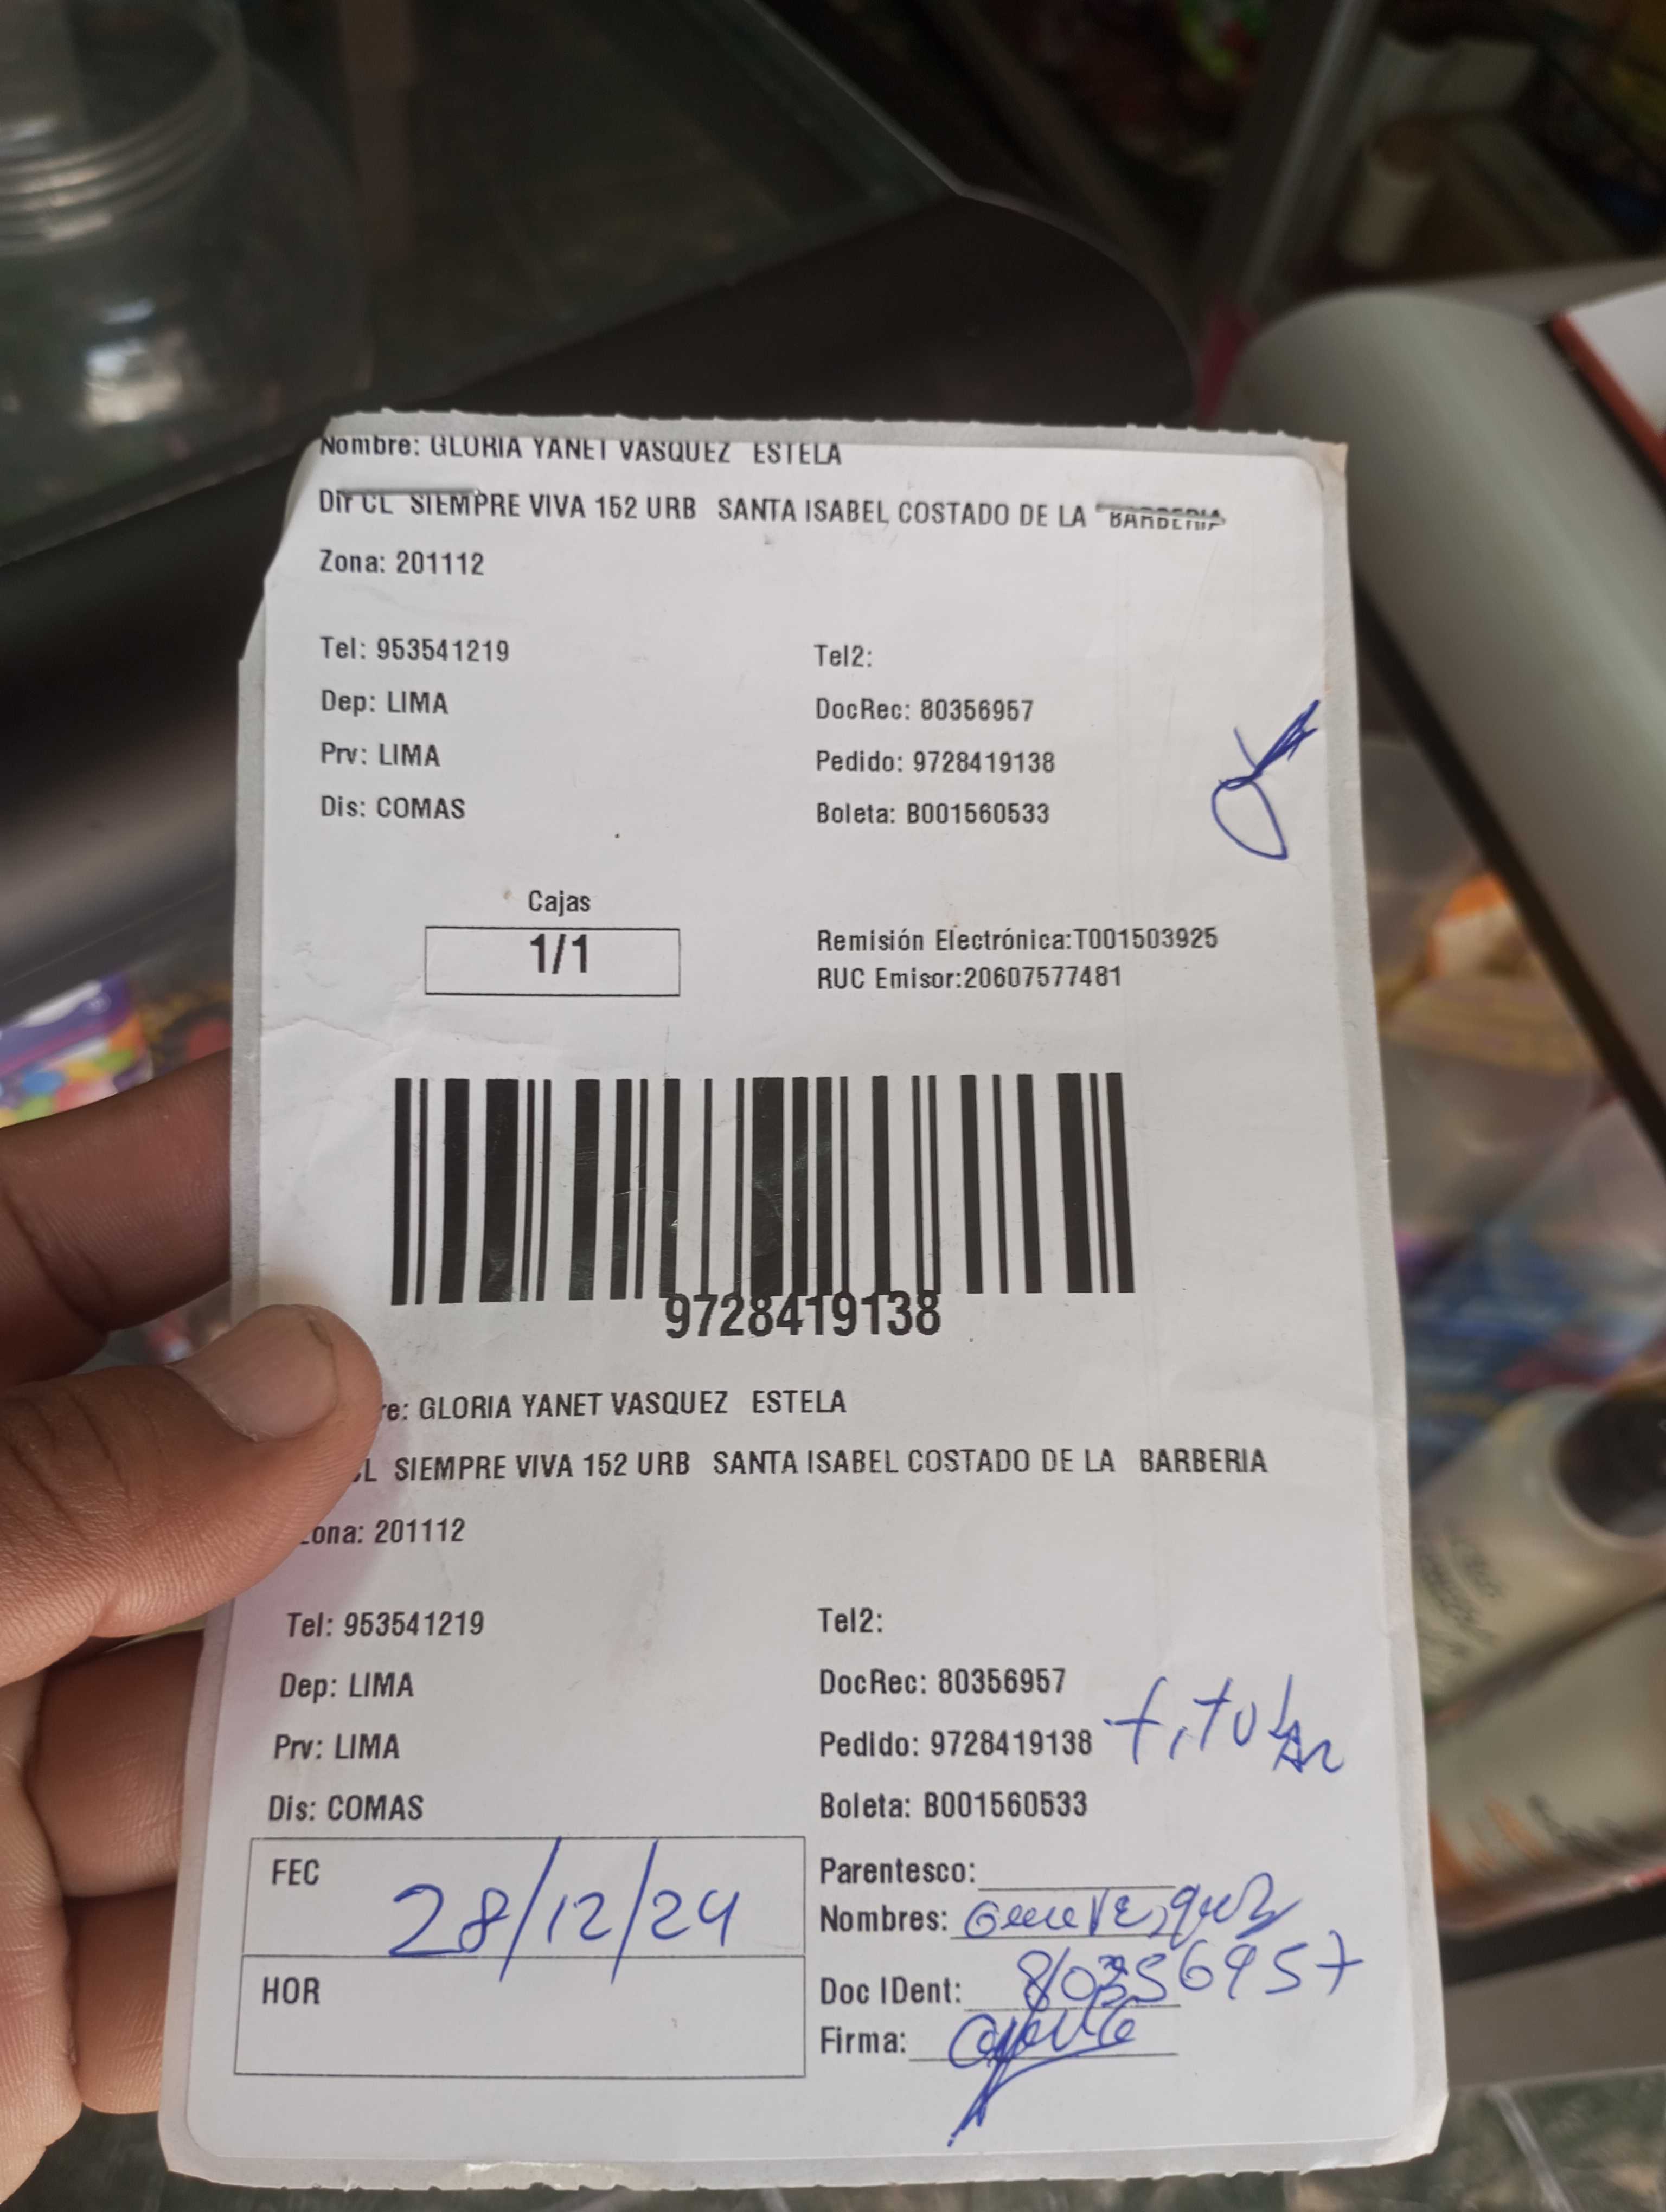 Nombre: GLORIA YANET VASQUEZ ESTELA
Dir CL SIEMPRE VIVA 152 URB SANTA ISABEL COSTADO DE LA BARBERIA
Zona: 201112
Tel: 953541219 Tel2:
Dep: LIMA DocRec: 80356957
Prv: LIMA Pedido: 9728419138
Dis: COMAS Boleta: B001560533
Cajas
1/1
Remisión Electrónica:T001503925
RUC Emisor:20607577481
9728419138
re: GLORIA YANET VASQUEZ ESTELA
CL SIEMPRE VIVA 152 URB SANTA ISABEL COSTADO DE LA BARBERIA
Zona: 201112
Tel: 953541219 Tel2:
Dep: LIMA DocRec: 80356957
Prv: LIMA Pedido: 9728419138 titular
Dis: COMAS Boleta: B001560533
FEC 28/12/24
Parentesco:
Nombres:
HOR
Doc IDent: 80356957
Firma: